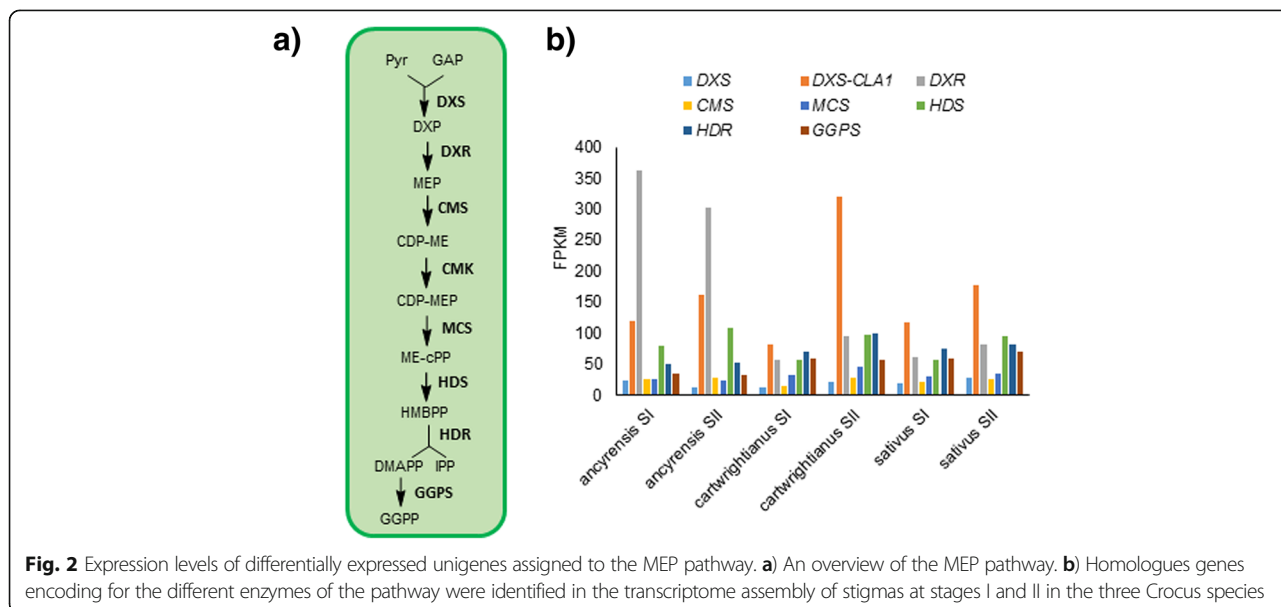 a)
Pyr GAP
DXS
DXP
DXR
MEP
CMS
CDP-ME
CMK
CDP-MEP
MCS
ME-cPP
HDS
HMBPP
HDR
DMAPP IPP
GGPS
GGPP
b)
DXS DXS-CLA1 DXR
CMS MCS HDS
HDR GGPS
FPKM
400
350
300
250
200
150
100
50
0
ancyrensis SI
ancyrensis SII
cartwrightianus SI
cartwrightianus SII
sativus SI
sativus SII
Fig. 2 Expression levels of differentially expressed unigenes assigned to the MEP pathway. a) An overview of the MEP pathway. b) Homologues genes
encoding for the different enzymes of the pathway were identified in the transcriptome assembly of stigmas at stages I and II in the three Crocus species